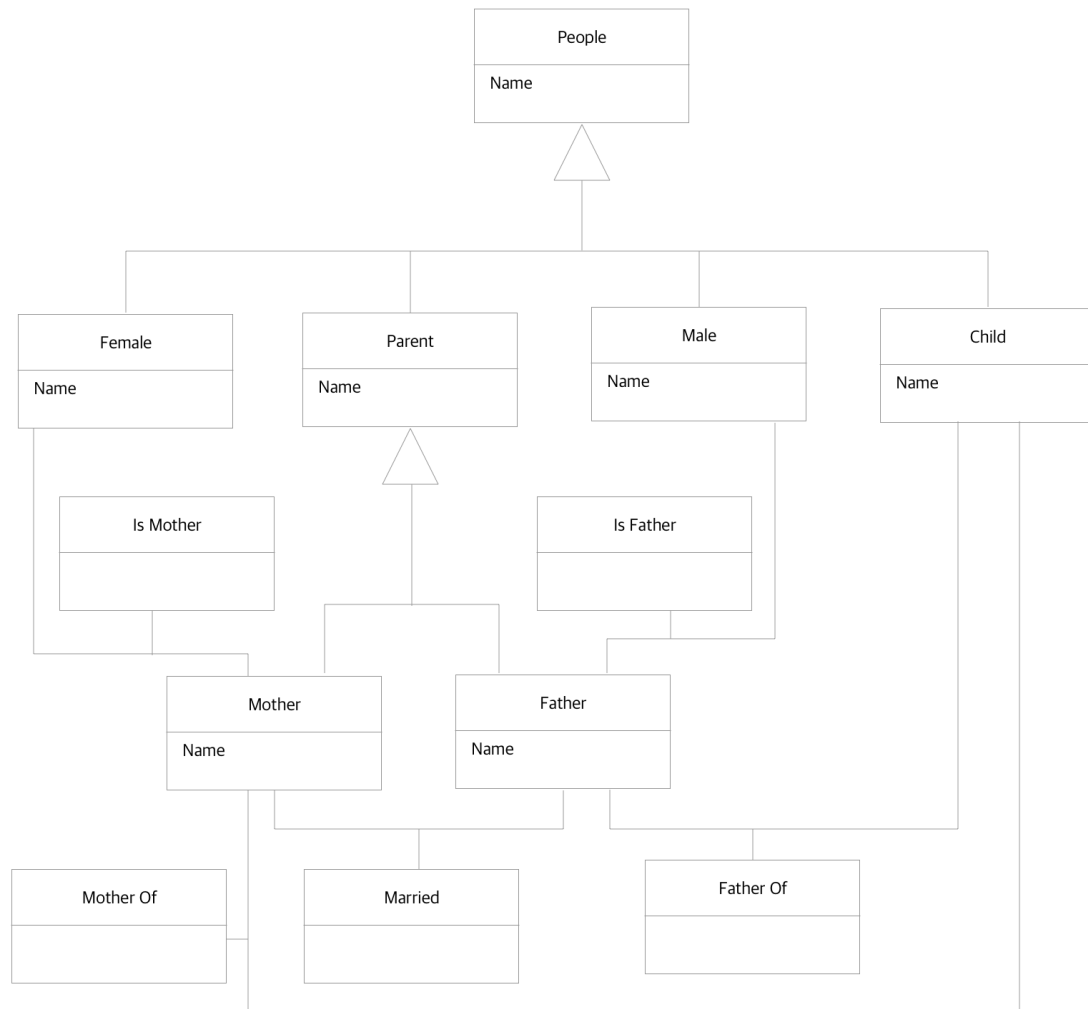 People
Name
Female
Name
Parent
Name
Male
Name
Child
Name
Is Mother
Is Father
Mother
Name
Father
Name
Mother Of
Married
Father Of